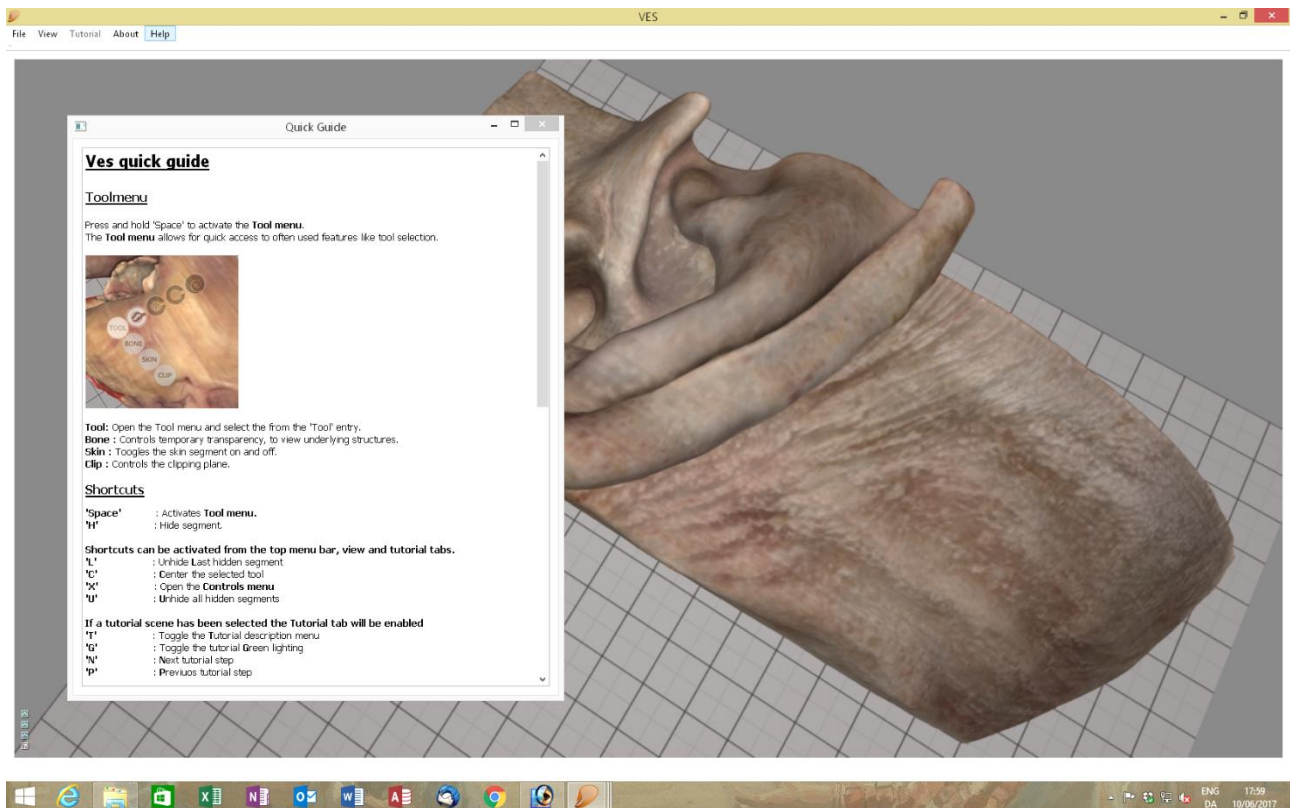 VES
File View Tutorial About Help
Quick Guide
Ves quick guide
Toolmenu
Press and hold 'Space' to activate the Tool menu.
The Tool menu allows for quick access to often used features like tool selection.
TOOL
BONE
SKIN
CLIP
Tool: Open the Tool menu and select the from the 'Tool' entry.
Bone : Controls temporary transparency, to view underlying structures.
Skin : Toogles the skin segment on and off.
Clip : Controls the clipping plane.
Shortcuts
'Space' : Activates Tool menu.
'H' : Hide segment.
Shortcuts can be activated from the top menu bar, view and tutorial tabs.
'L' : Unhide Last hidden segment
'C' : Center the selected tool
'X' : Open the Controls menu
'U' : Unhide all hidden segments
If a tutorial scene has been selected the Tutorial tab will be enabled
'T' : Toggle the Tutorial description menu
'G' : Toggle the tutorial Green lighting
'N' : Next tutorial step
'P' : Previuos tutorial step
ENG 17:59
DA 10/06/2017